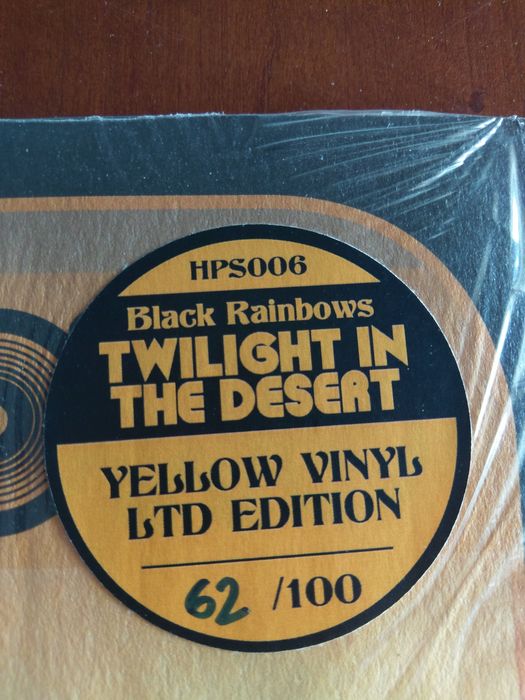 HPS006
Black Rainbows
TWILIGHT IN
THE DESERT
YELLOW VINYL
LTD EDITION
62 /100